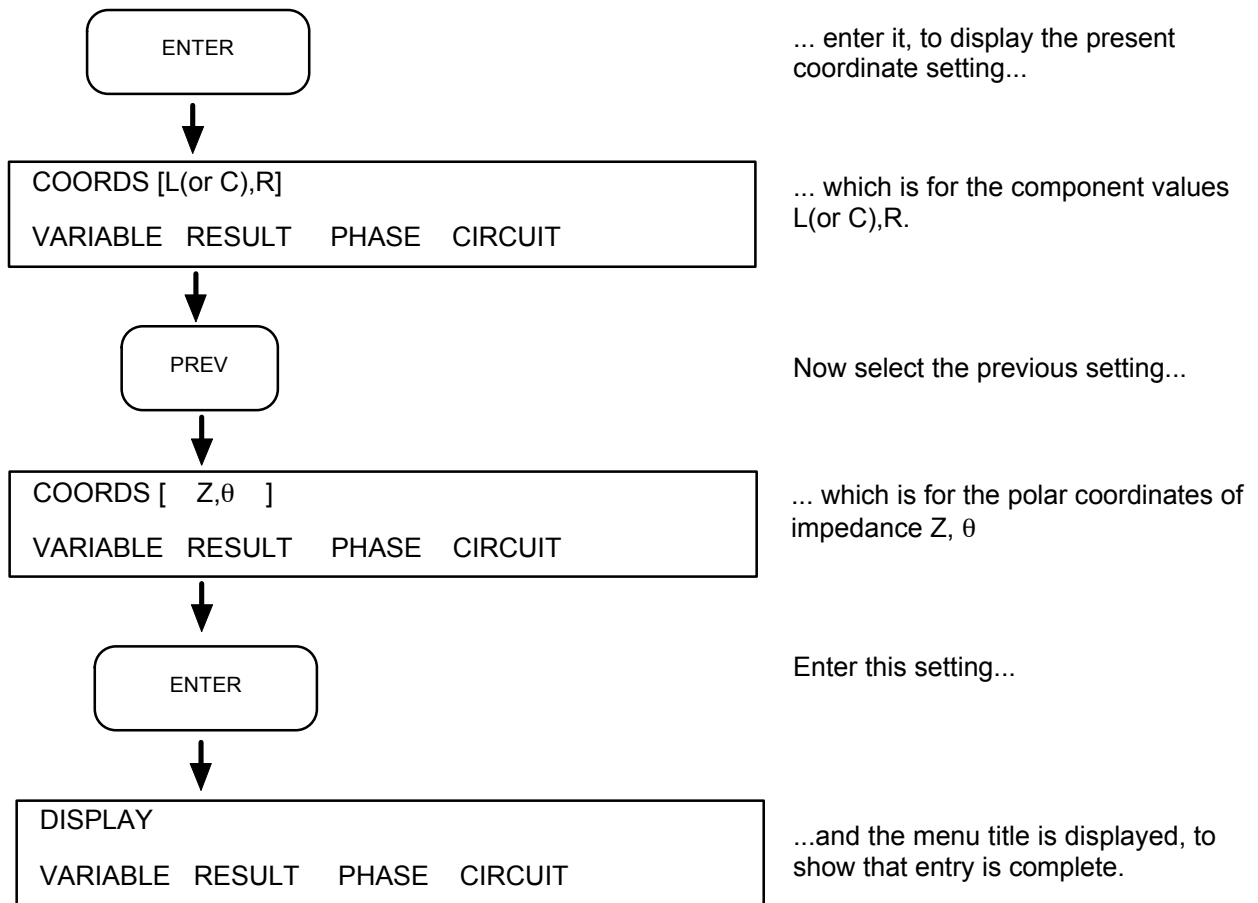 ENTER
... enter it, to display the present
coordinate setting...
COORDS [L(or C),R]
VARIABLE RESULT PHASE CIRCUIT
... which is for the component values
L(or C),R.
PREV
Now select the previous setting...
COORDS [ Z,θ ]
VARIABLE RESULT PHASE CIRCUIT
... which is for the polar coordinates of
impedance Z, θ
ENTER
Enter this setting...
DISPLAY
VARIABLE RESULT PHASE CIRCUIT
...and the menu title is displayed, to
show that entry is complete.